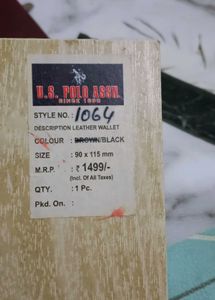 U.S. POLO ASSN.
SINCE 1890
STYLE NO. : 1064
DESCRIPTION LEATHER WALLET
COLOUR : BROWN/BLACK
SIZE : 90 x 115 mm
M.R.P. : ₹ 1499/-
(Incl. Of All Taxes)
QTY. : 1 Pc.
Pkd. On :